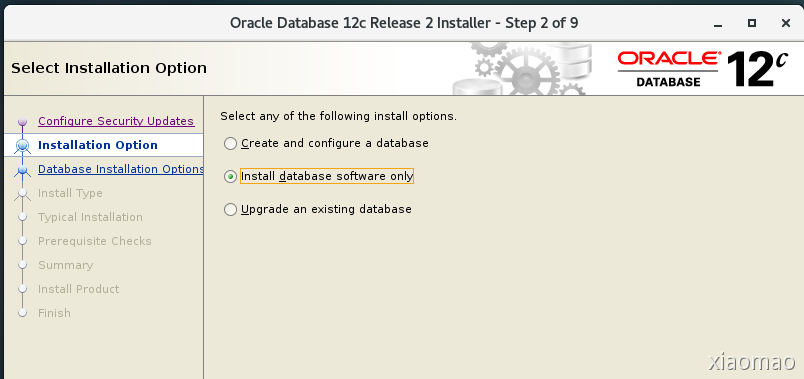 Oracle Database 12c Release 2 Installer - Step 2 of 9
Select Installation Option
ORACLE
DATABASE
12c
Configure Security Updates
Installation Option
Database Installation Options
Install Type
Typical Installation
Prerequisite Checks
Summary
Install Product
Finish
Select any of the following install options.
Create and configure a database
Install database software only
Upgrade an existing database
xiaomao